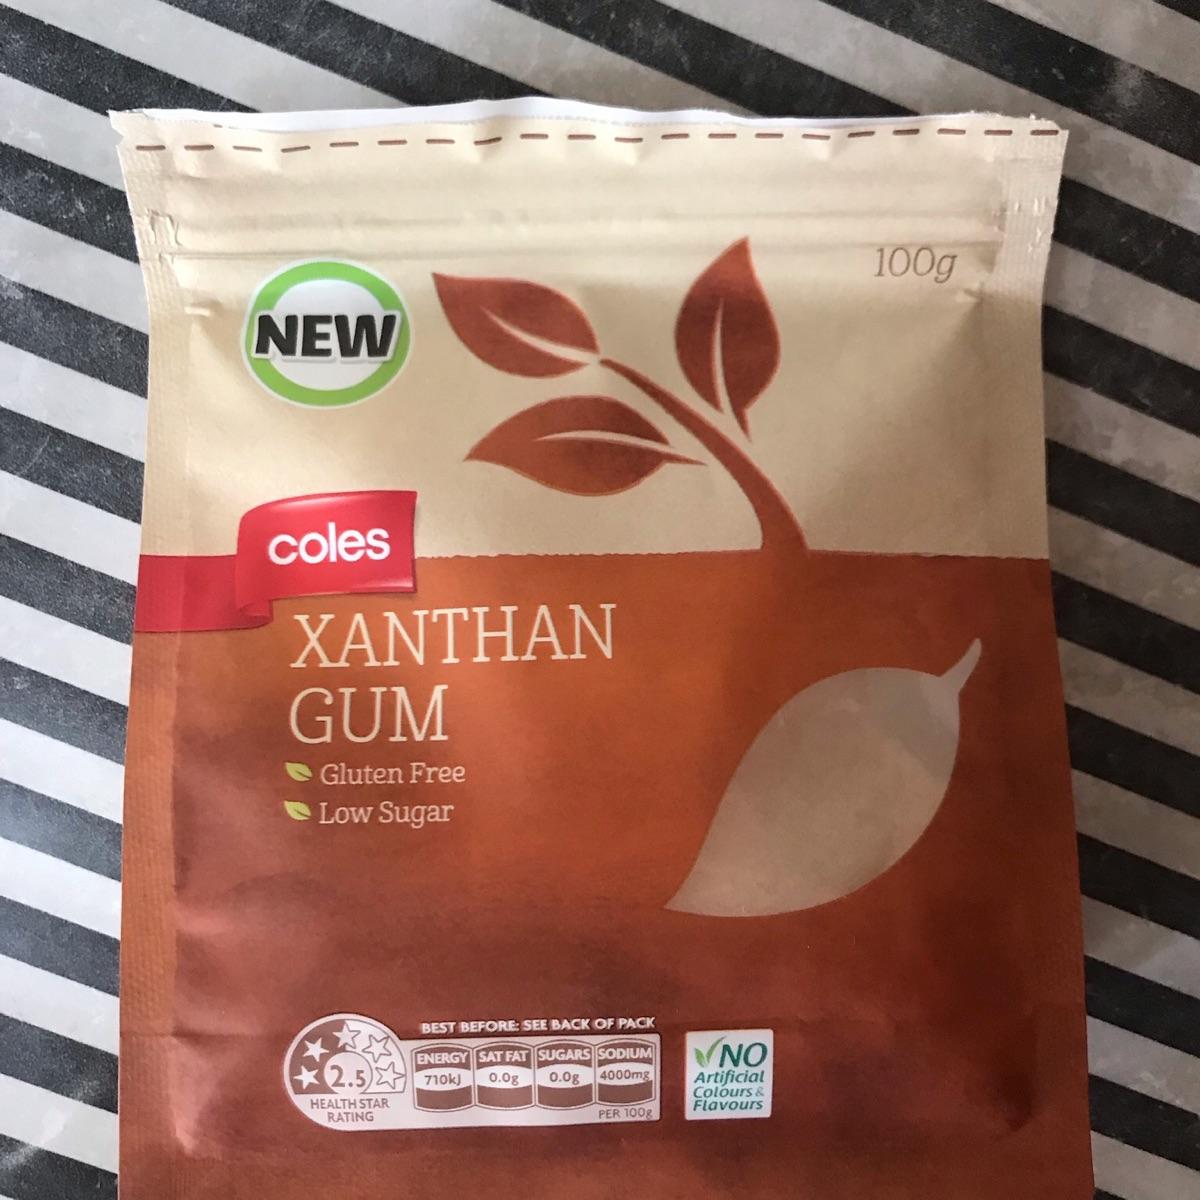 100g
NEW
coles
XANTHAN
GUM
Gluten Free
Low Sugar
BEST BEFORE: SEE BACK OF PACK
ENERGY SAT FAT SUGARS SODIUM
710kJ 0.0g 0.0g 4000mg
PER 100g
2.5
HEALTH STAR
RATING
NO
Artificial
Colours &
Flavours